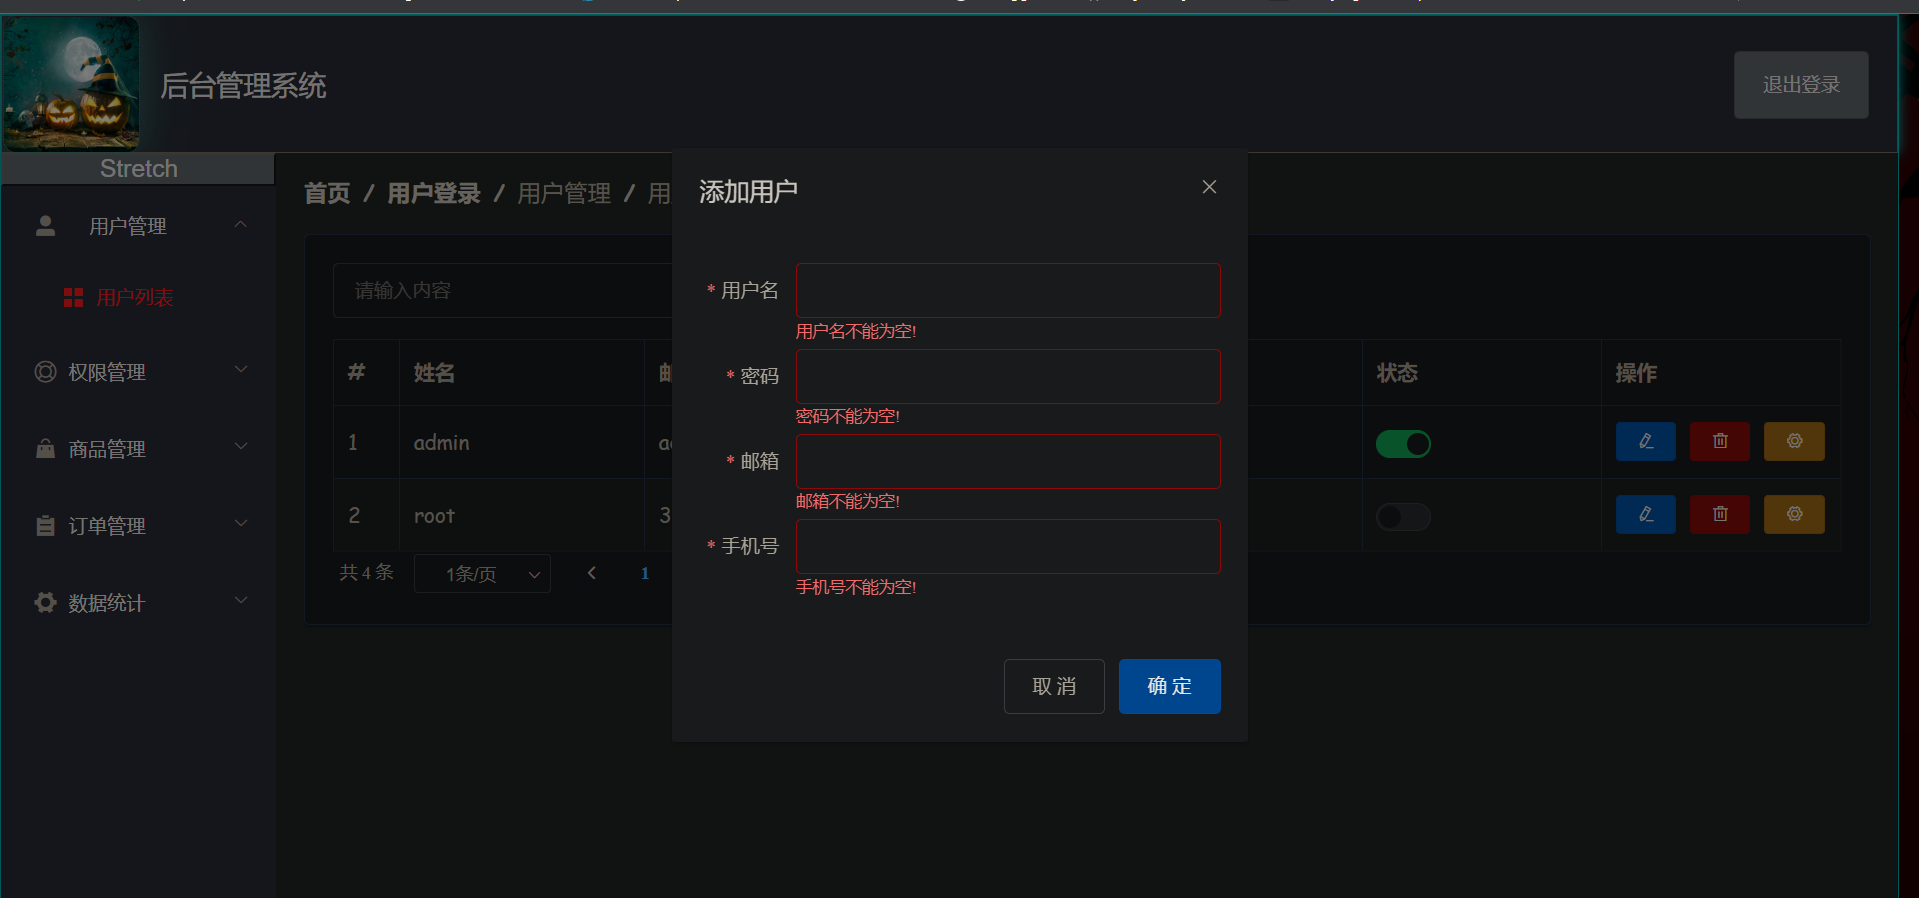 后台管理系统
退出登录
Stretch
首页 / 用户登录 / 用户管理 /
用户管理
用户列表
权限管理
商品管理
订单管理
数据统计
请输入内容
# 姓名 状态 操作
1 admin
2 root
共 4 条 1条/页 1
添加用户
* 用户名
用户名不能为空!
* 密码
密码不能为空!
* 邮箱
邮箱不能为空!
* 手机号
手机号不能为空!
取 消 确 定